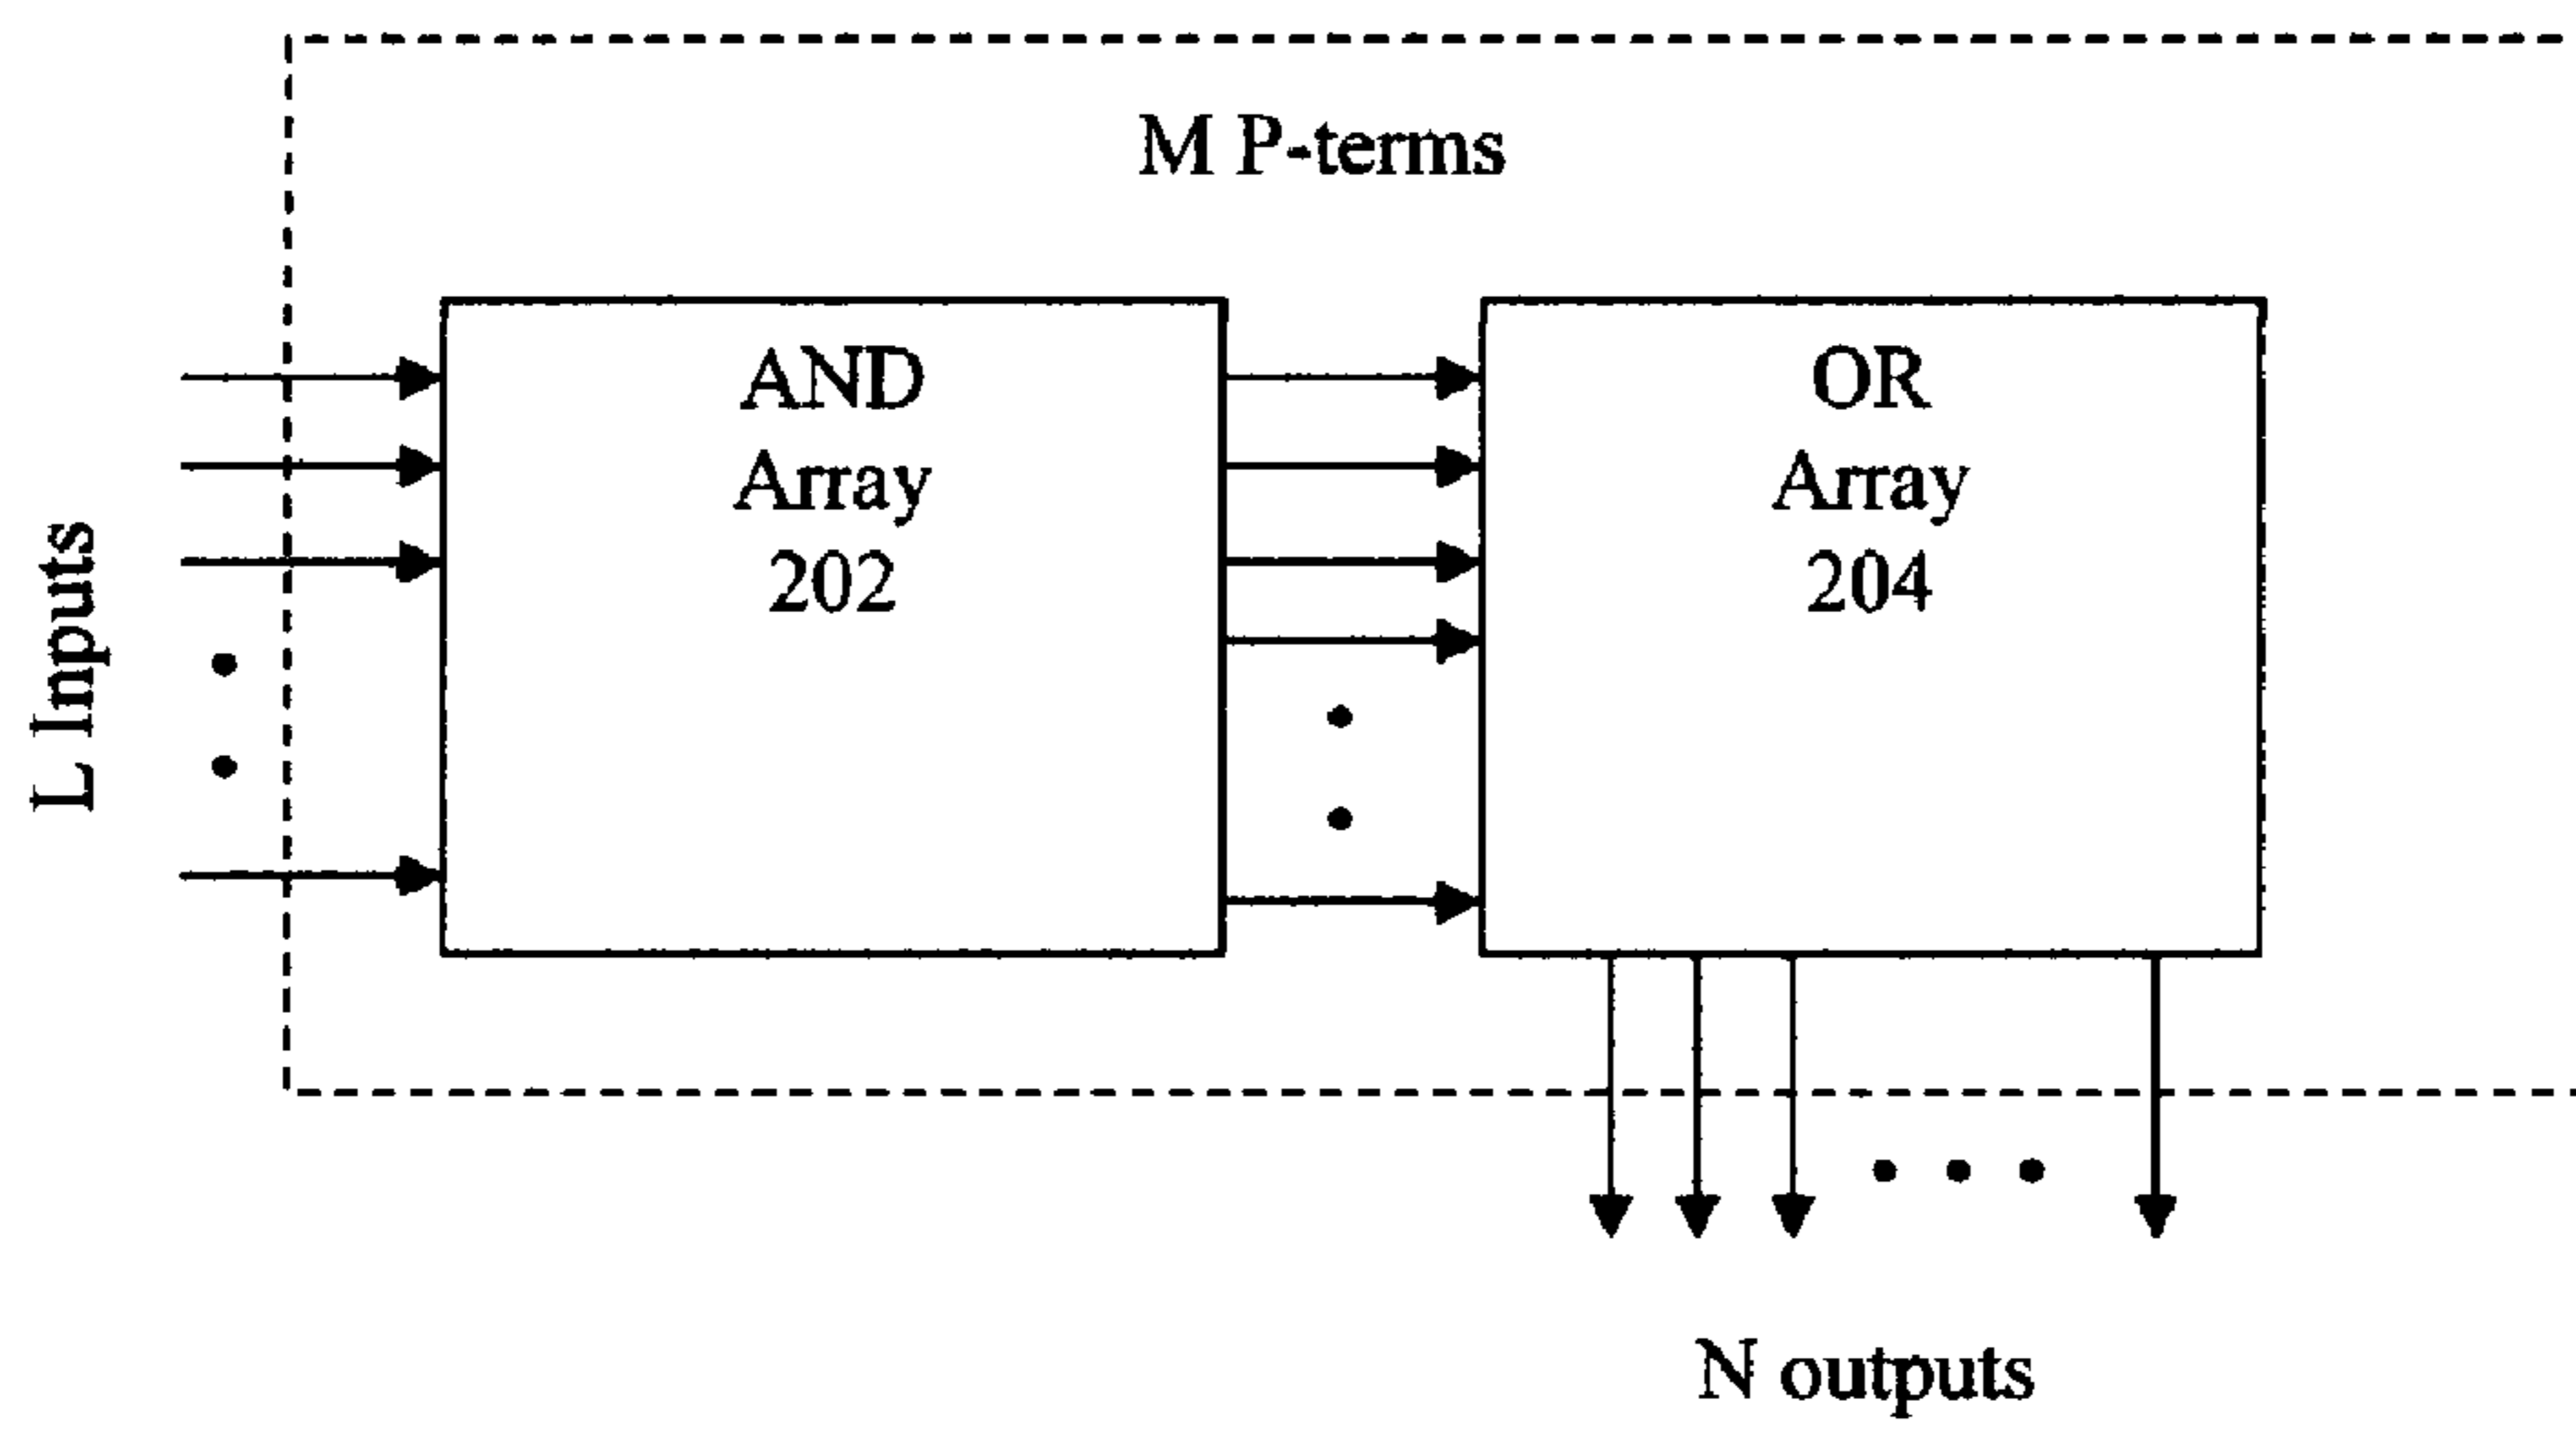 M P-terms
AND
Array
202
OR
Array
204
L Inputs
N outputs